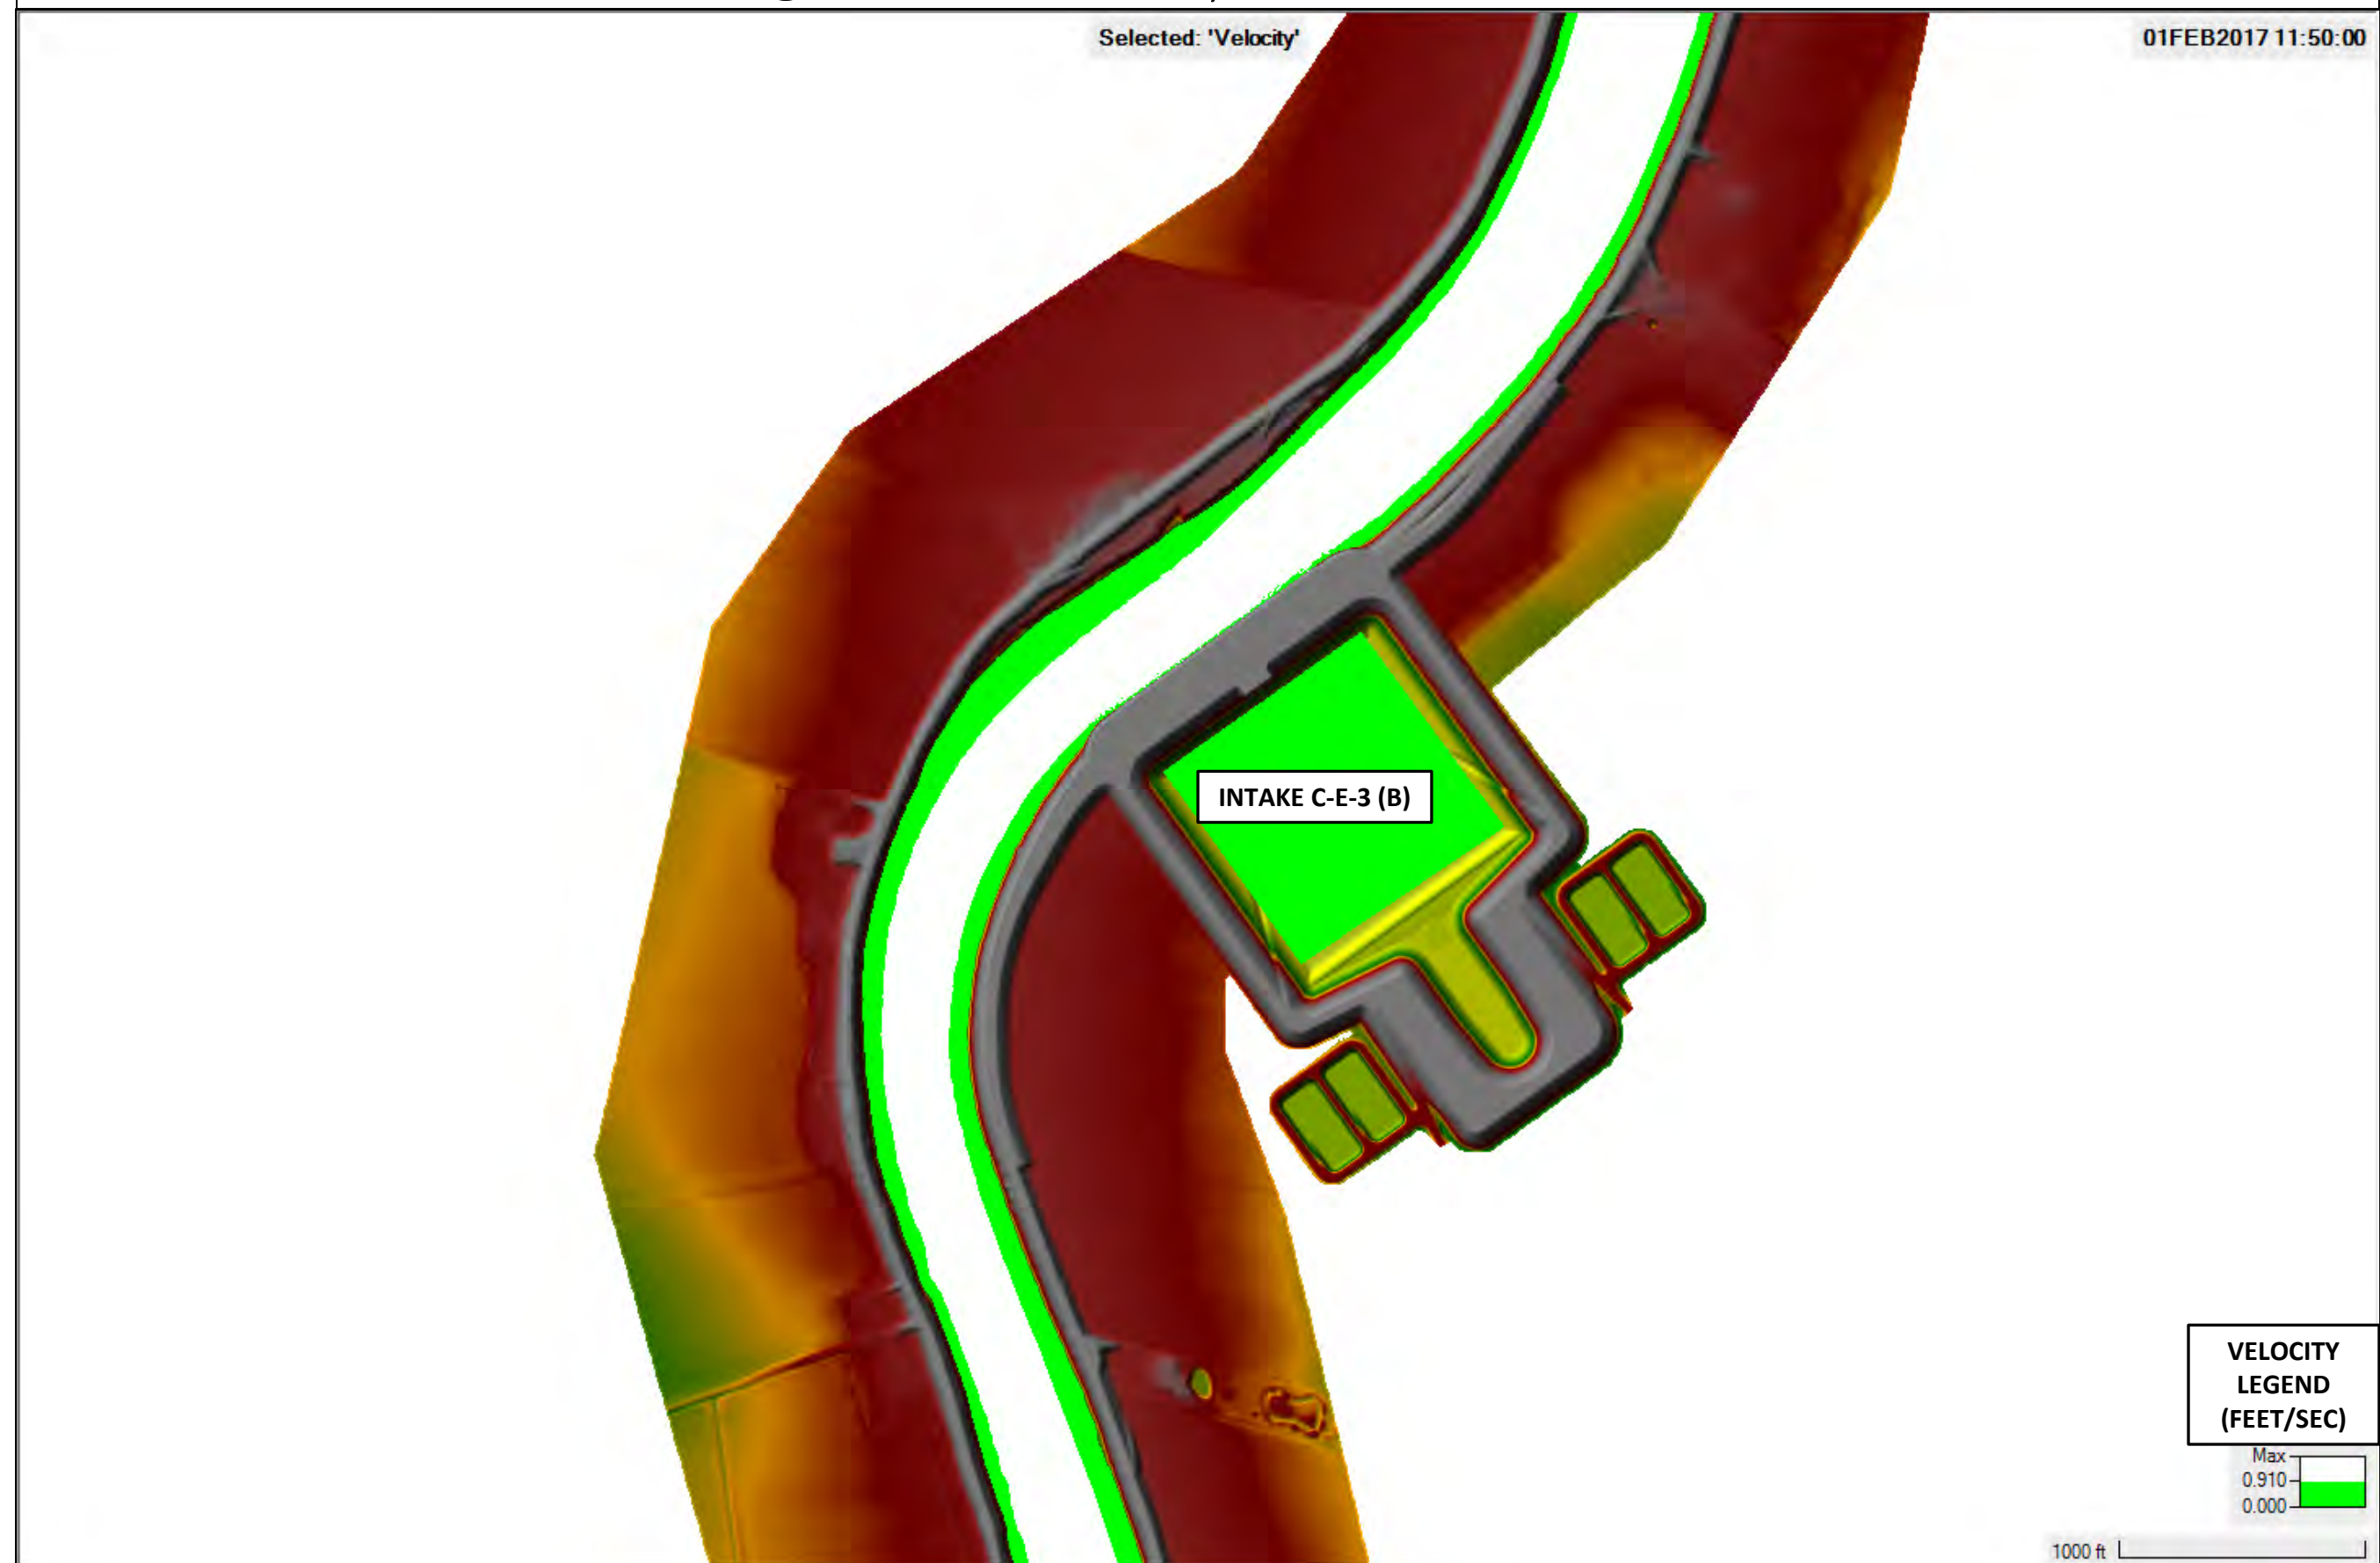 Selected: 'Velocity'
01FEB2017 11:50:00
INTAKE C-E-3 (B)
VELOCITY
LEGEND
(FEET/SEC)
Max
0.910
0.000
1000 ft